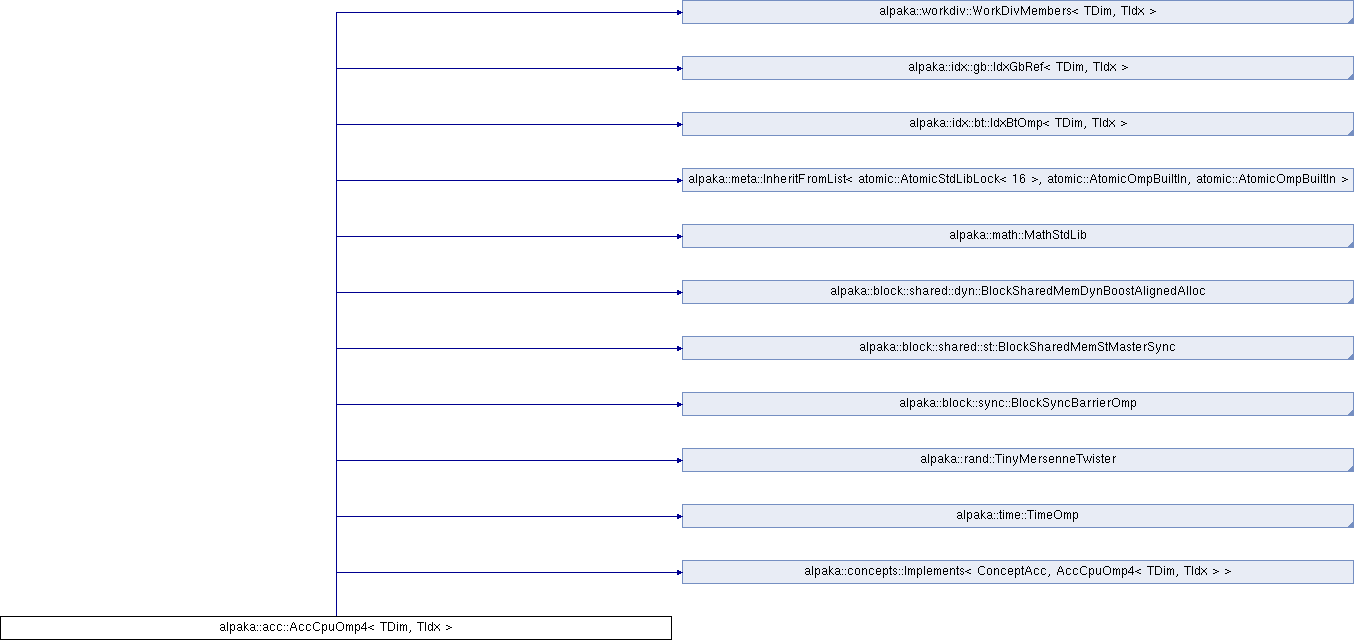 alpaka::workdiv::WorkDivMembers< TDim, TIdx >
alpaka::idx::gb::IdxGbRef< TDim, TIdx >
alpaka::idx::bt::IdxBtOmp< TDim, TIdx >
alpaka::meta::InheritFromList< atomic::AtomicStdLibLock< 16 >, atomic::AtomicOmpBuiltIn, atomic::AtomicOmpBuiltIn >
alpaka::math::MathStdLib
alpaka::block::shared::dyn::BlockSharedMemDynBoostAlignedAlloc
alpaka::block::shared::st::BlockSharedMemStMasterSync
alpaka::block::sync::BlockSyncBarrierOmp
alpaka::rand::TinyMersenneTwister
alpaka::time::TimeOmp
alpaka::concepts::Implements< ConceptAcc, AccCpuOmp4< TDim, TIdx > >
alpaka::acc::AccCpuOmp4< TDim, TIdx >